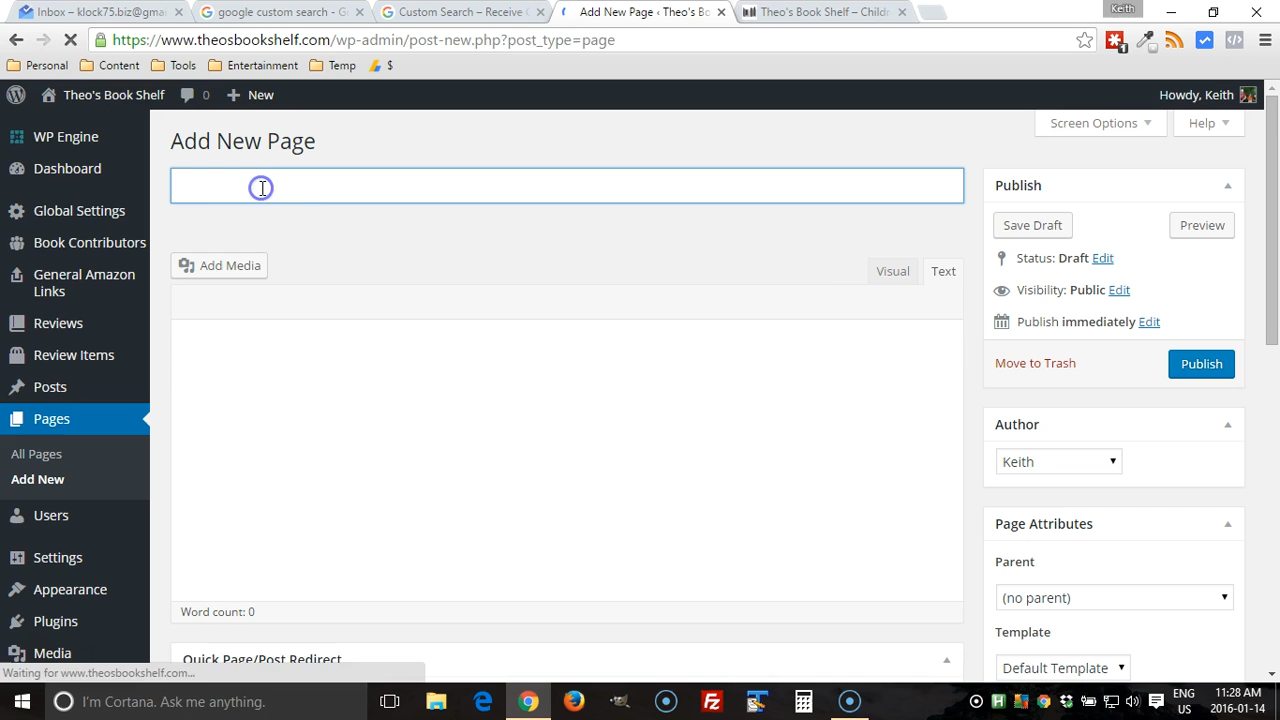 Inbox – klock75.biz@gma
google custom search - G
Custom Search – Receive
Add New Page ‹ Theo's Bo
Theo's Book Shelf – Childr
Keith
https://www.theosbookshelf.com/wp-admin/post-new.php?post_type=page
1
Personal
Content
Tools
Entertainment
Temp
$
Theo's Book Shelf
0
New
Howdy, Keith
WP Engine
Dashboard
Global Settings
Book Contributors
General Amazon
Links
Reviews
Review Items
Posts
Pages
All Pages
Add New
Users
Settings
Appearance
Plugins
Media
Add New Page
Screen Options
Help
Add Media
Visual
Text
Word count: 0
Quick Page/Post Redirect
Publish
Save Draft
Preview
Status: Draft Edit
Visibility: Public Edit
Publish immediately Edit
Move to Trash
Publish
Author
Keith
Page Attributes
Parent
(no parent)
Template
Default Template
Waiting for www.theosbookshelf.com...
I'm Cortana. Ask me anything.
ENG
US
11:28 AM
2016-01-14